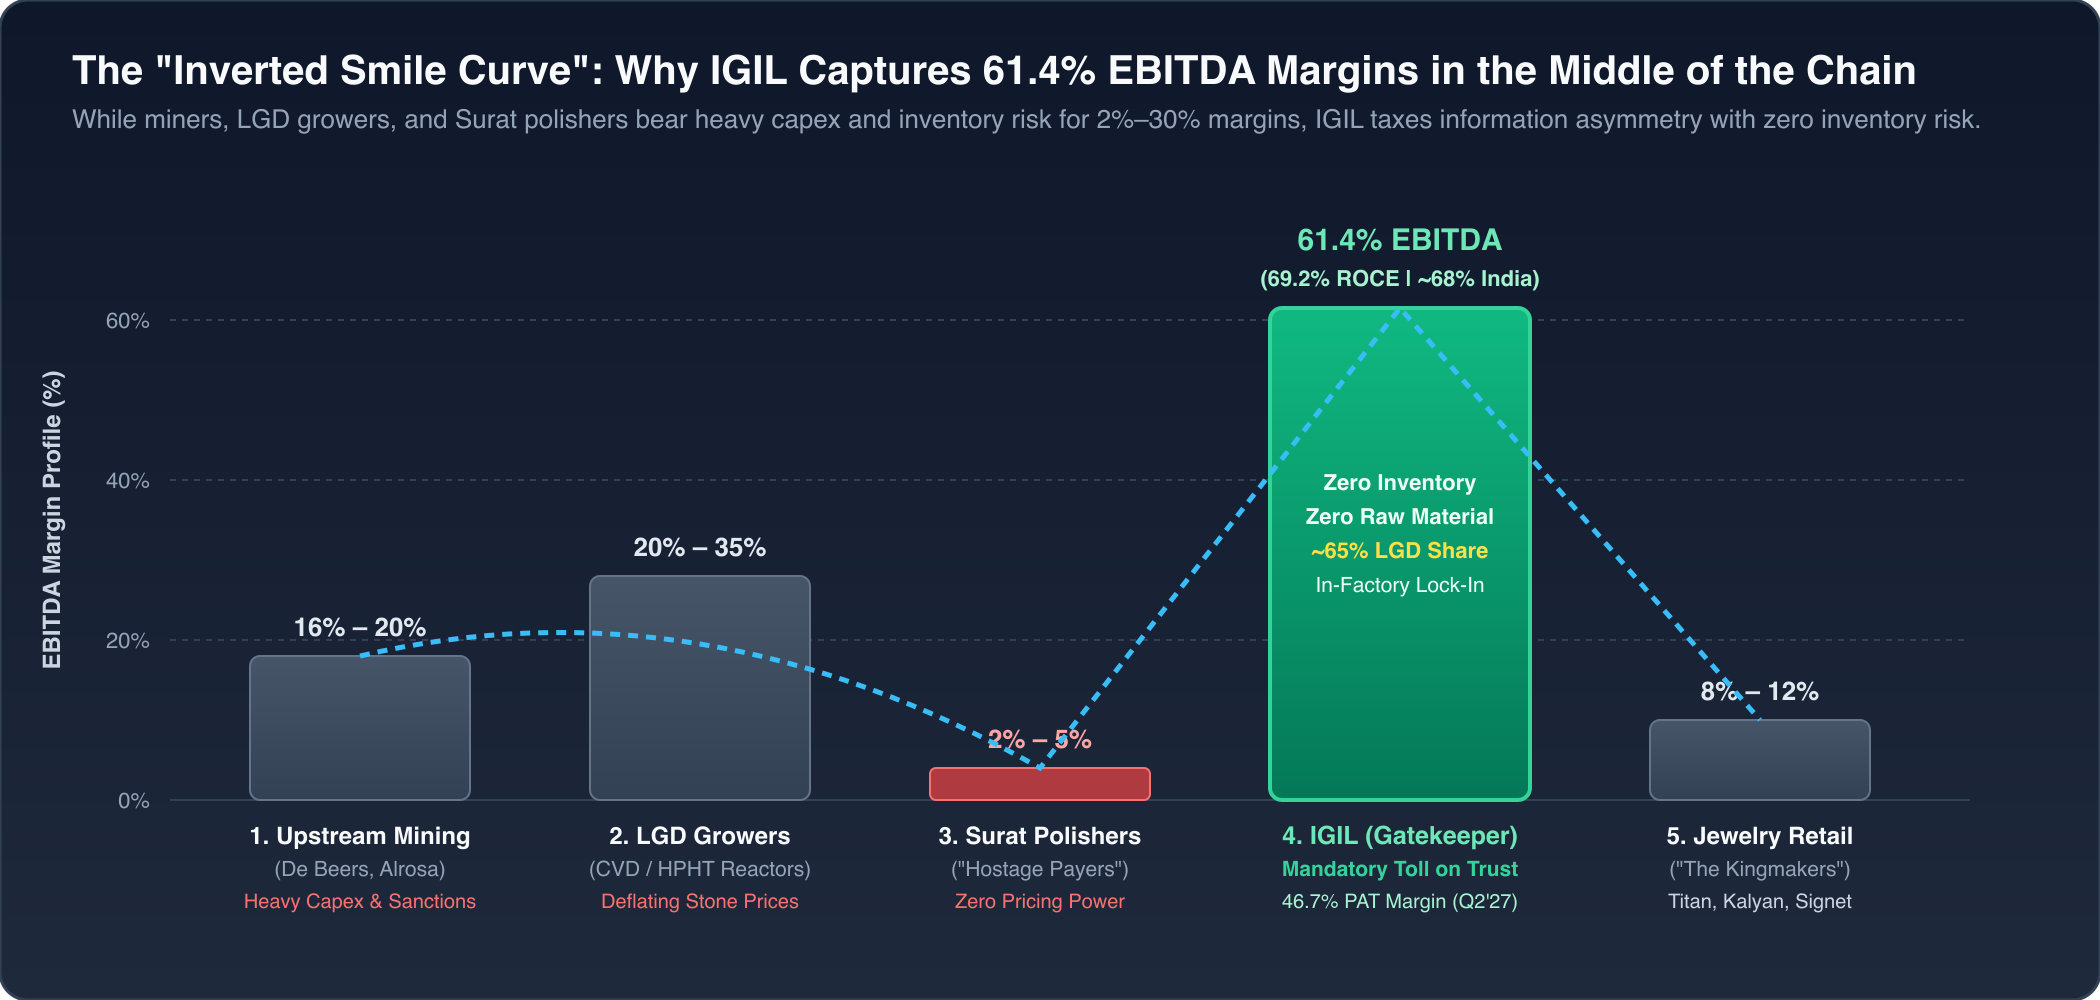 The "Inverted Smile Curve": Why IGIL Captures 61.4% EBITDA Margins in the Middle of the Chain
While miners, LGD growers, and Surat polishers bear heavy capex and inventory risk for 2%–30% margins, IGIL taxes information asymmetry with zero inventory risk.
EBITDA Margin Profile (%)
60%
40%
20%
0%
16% – 20%
20% – 35%
2% – 5%
61.4% EBITDA
(69.2% ROCE | ~68% India)
Zero Inventory
Zero Raw Material
~65% LGD Share
In-Factory Lock-In
8% – 12%
1. Upstream Mining
(De Beers, Alrosa)
Heavy Capex & Sanctions
2. LGD Growers
(CVD / HPHT Reactors)
Deflating Stone Prices
3. Surat Polishers
("Hostage Payers")
Zero Pricing Power
4. IGIL (Gatekeeper)
Mandatory Toll on Trust
46.7% PAT Margin (Q2'27)
5. Jewelry Retail
("The Kingmakers")
Titan, Kalyan, Signet